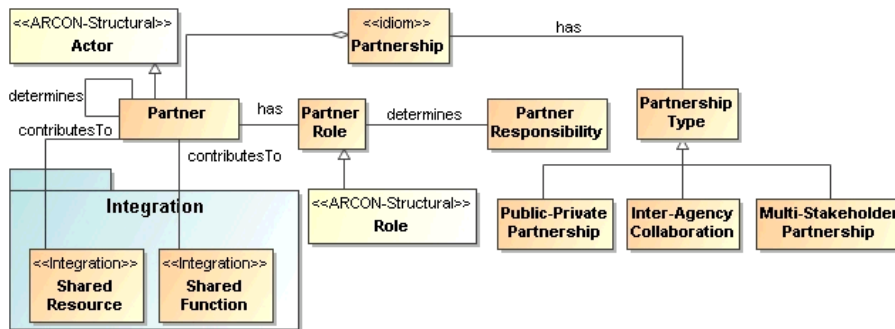 <<ARCON-Structural>>
Actor
<<idiom>>
Partnership
has
determines
Partner
has
Partner
Role
determines
Partner
Responsibility
Partnership
Type
contributesTo
contributesTo
Integration
<<ARCON-Structural>>
Role
Public-Private
Partnership
Inter-Agency
Collaboration
Multi-Stakeholder
Partnership
<<Integration>>
Shared
Resource
<<Integration>>
Shared
Function